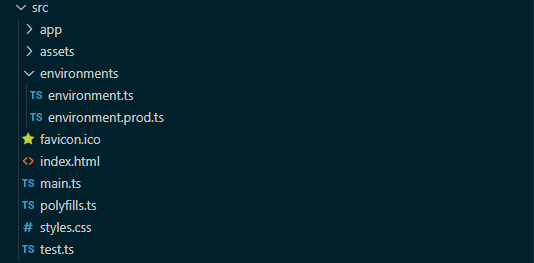 src
app
assets
environments
TS environment.ts
TS environment.prod.ts
favicon.ico
<> index.html
TS main.ts
TS polyfills.ts
# styles.css
TS test.ts